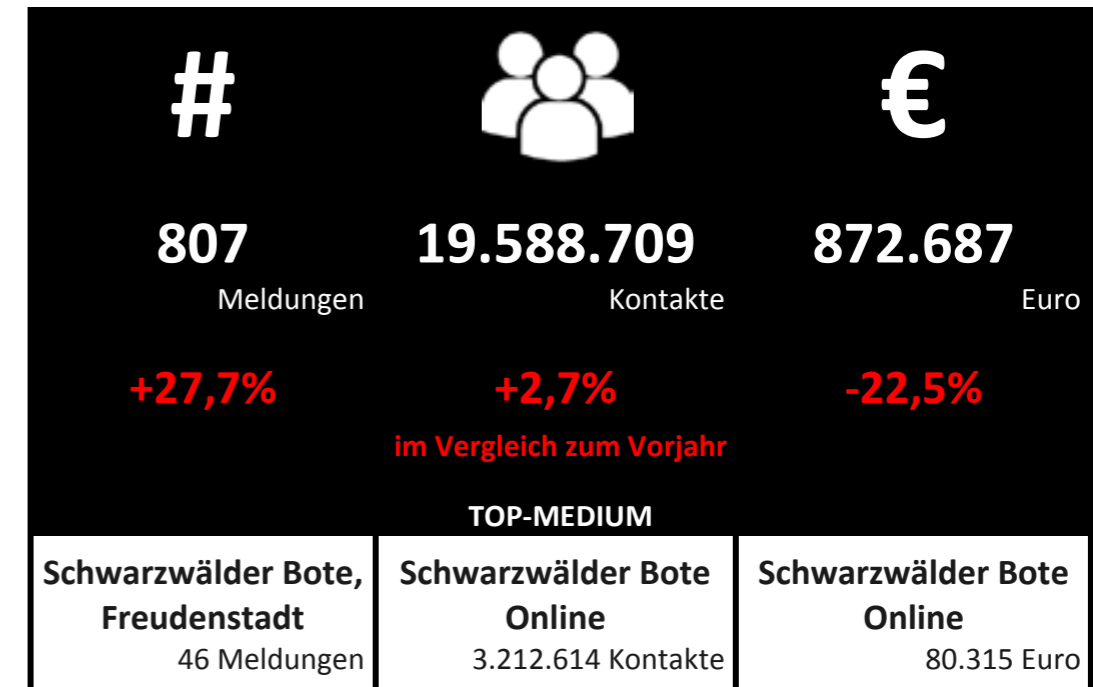 #
€
807
19.588.709
872.687
Meldungen
Kontakte
Euro
+27,7%
+2,7%
-22,5%
im Vergleich zum Vorjahr
TOP-MEDIUM
Schwarzwälder Bote,
Freudenstadt
46 Meldungen
Schwarzwälder Bote
Online
3.212.614 Kontakte
Schwarzwälder Bote
Online
80.315 Euro